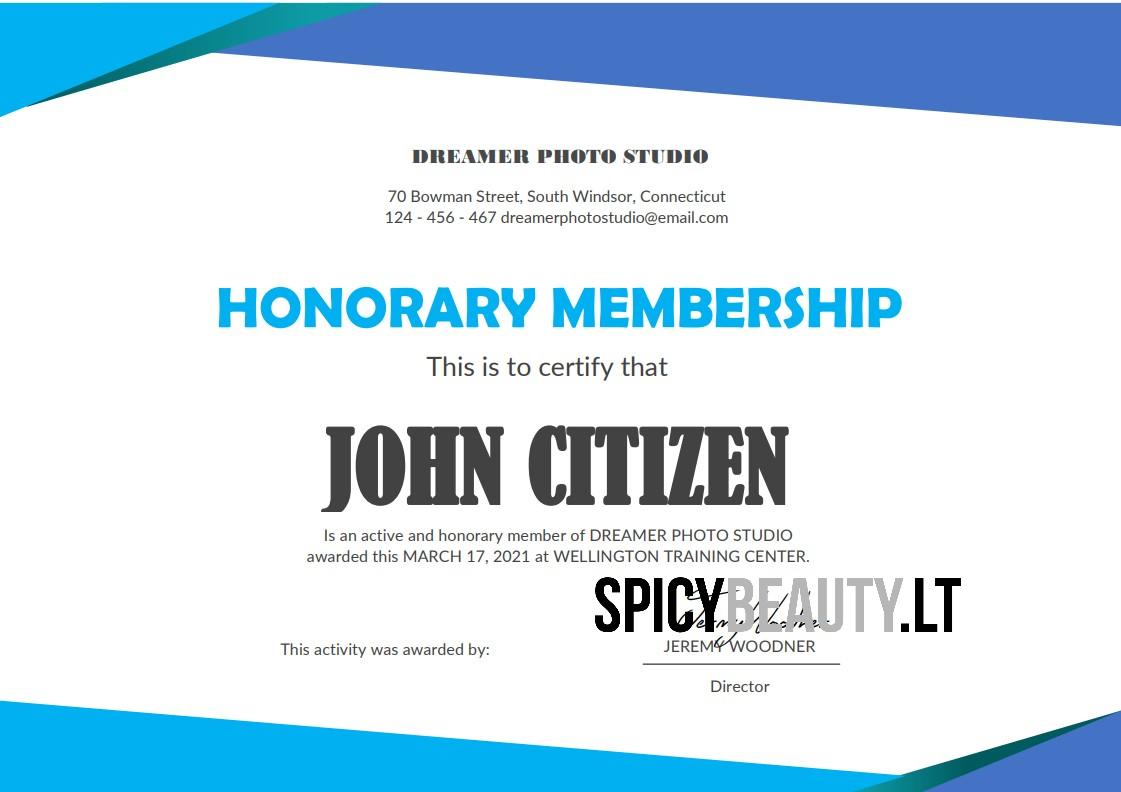 DREAMER PHOTO STUDIO
70 Bowman Street, South Windsor, Connecticut
124 - 456 - 467 dreamerphotostudio@email.com
HONORARY MEMBERSHIP
This is to certify that
JOHN CITIZEN
Is an active and honorary member of DREAMER PHOTO STUDIO
awarded this MARCH 17, 2021 at WELLINGTON TRAINING CENTER.
SPICYBEAUTY.LT
Jeremy Woodner
This activity was awarded by:
JEREMY WOODNER
Director